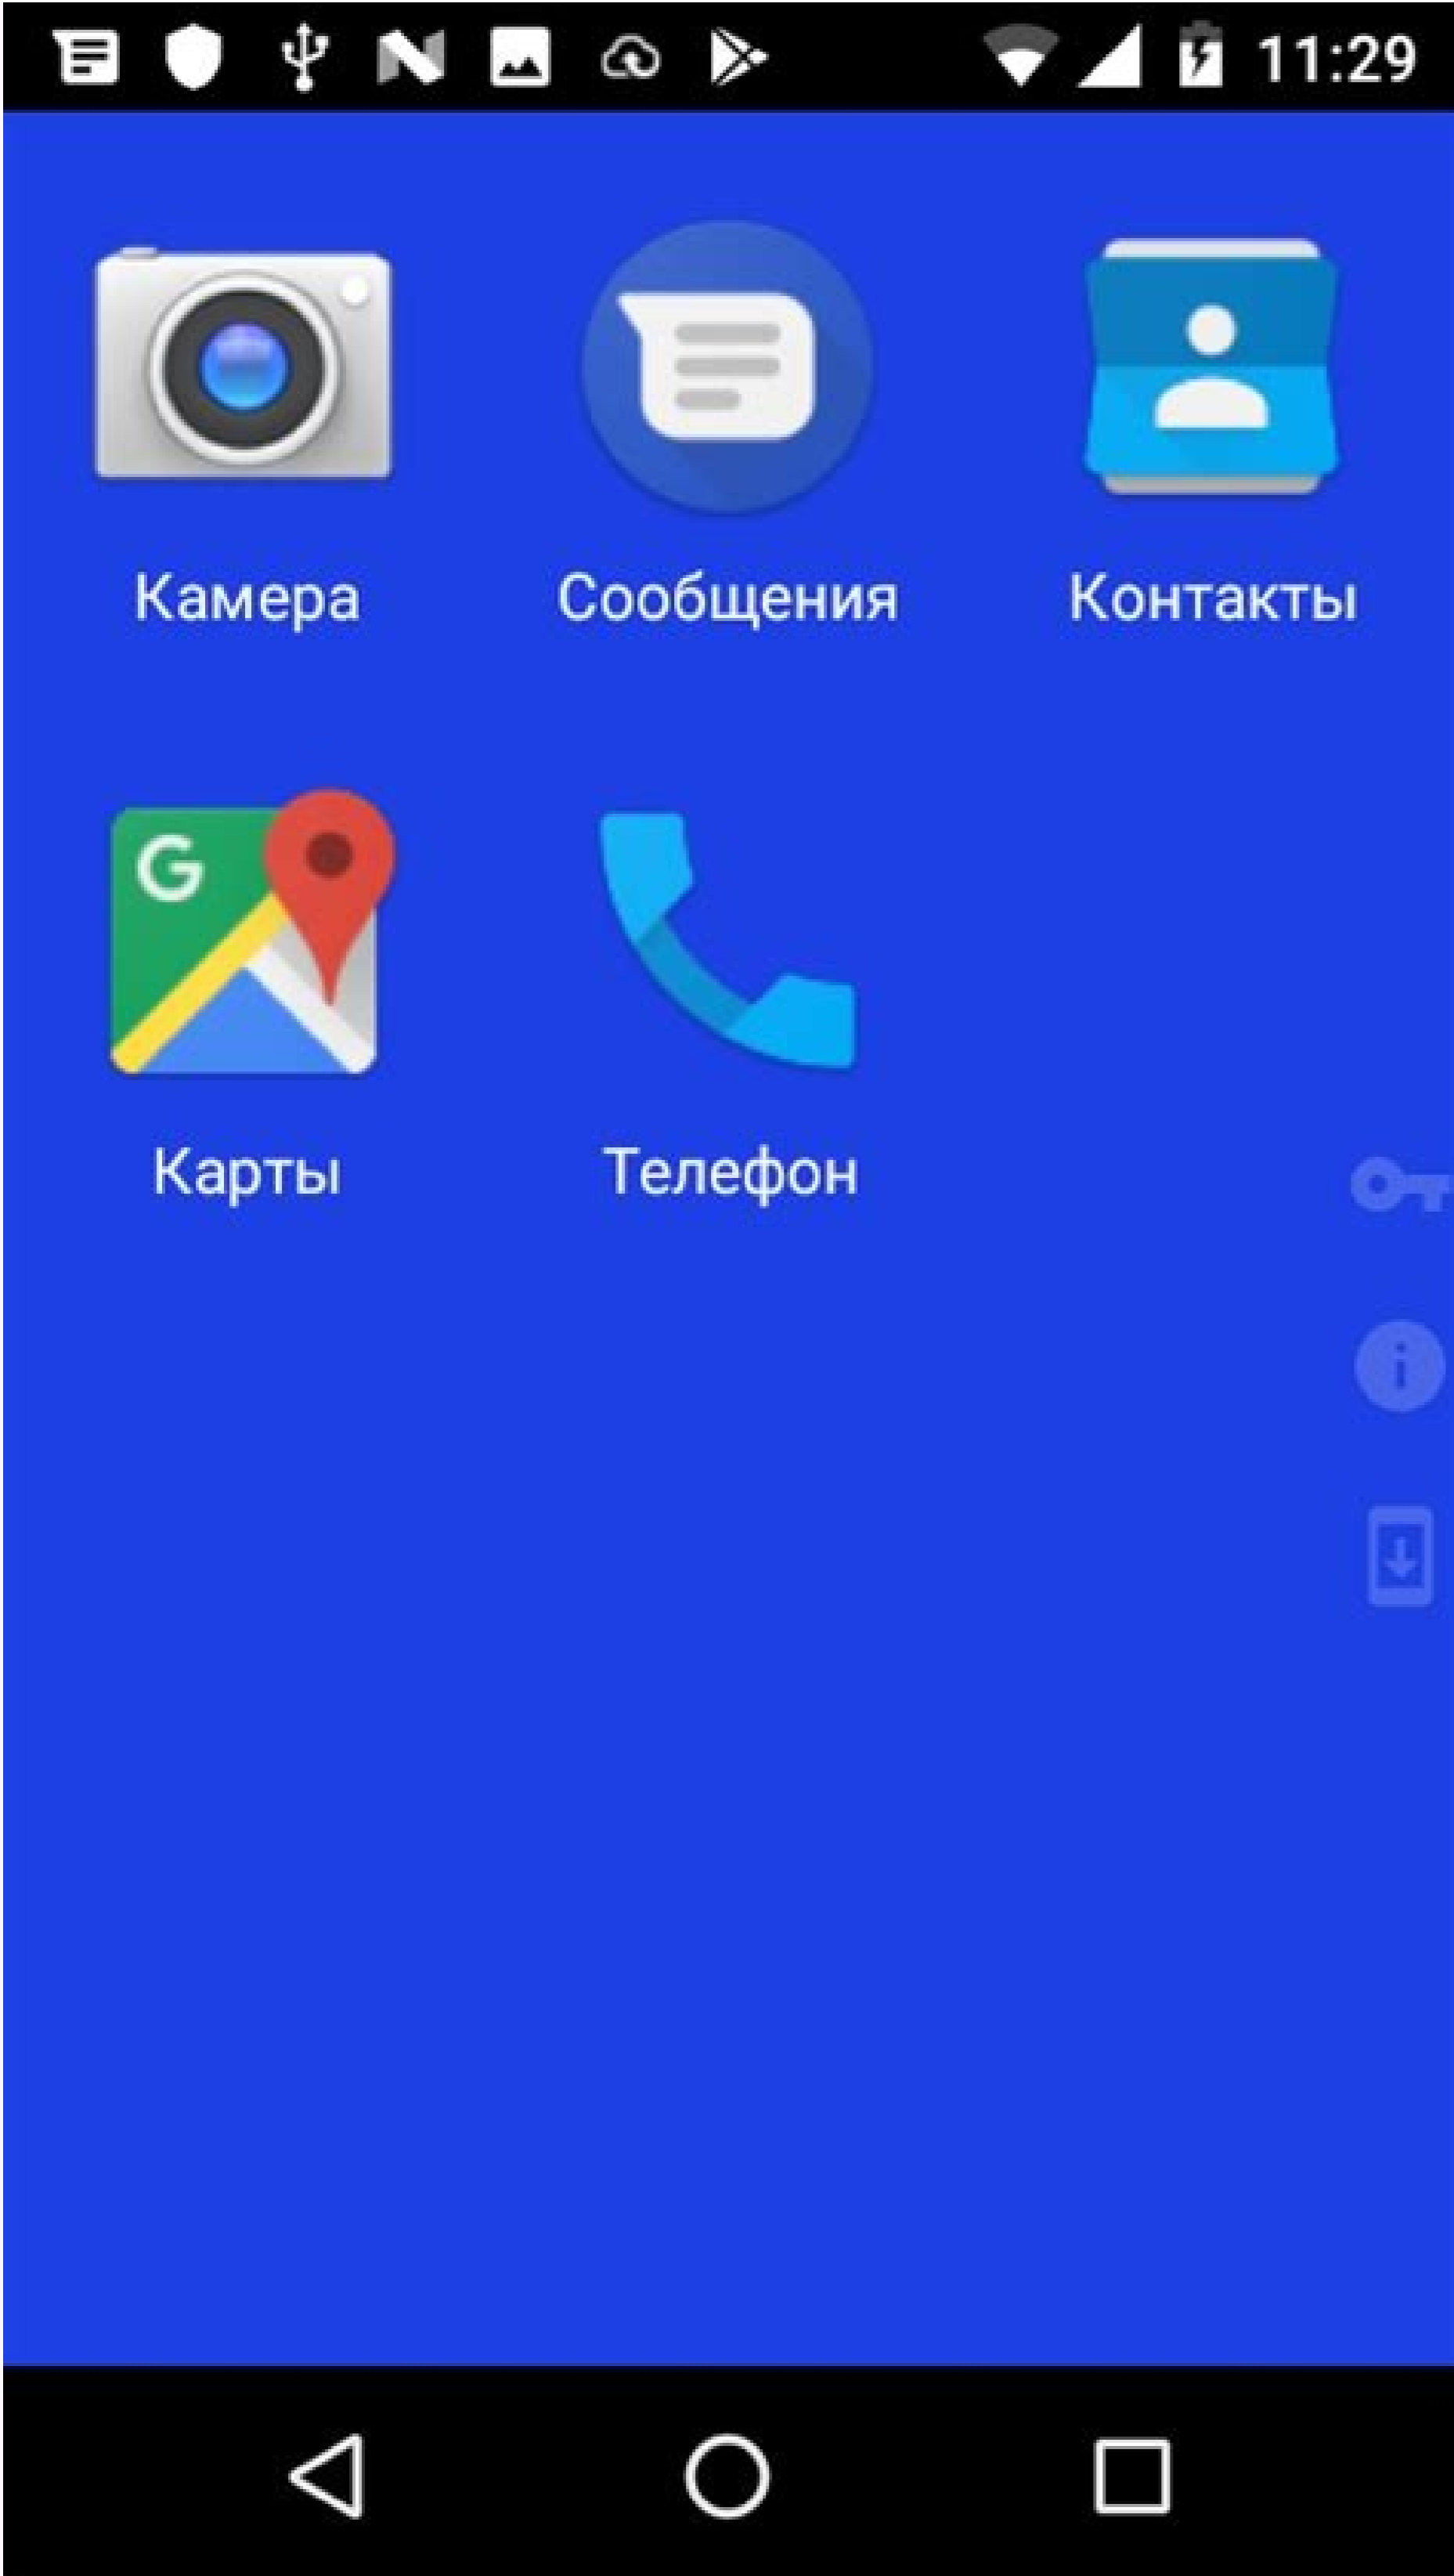 11:29
Камера
Сообщения
Контакты
G
Карты
Телефон